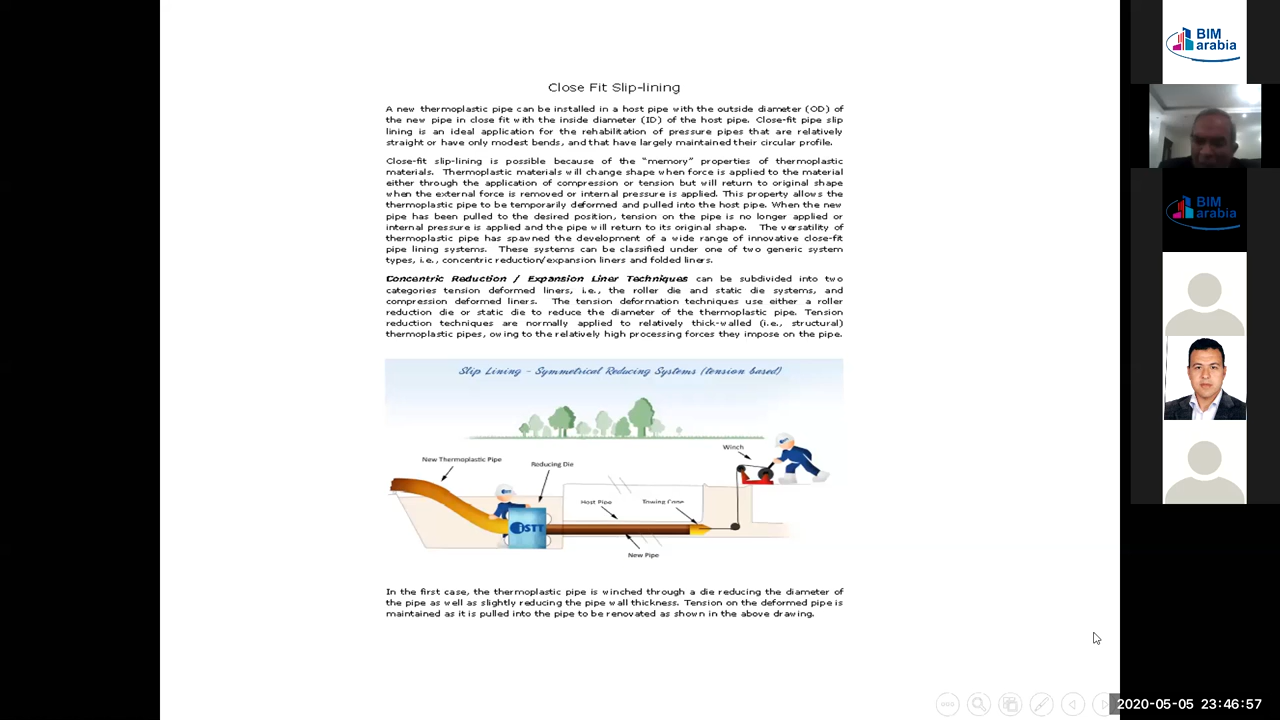 Close Fit Slip-lining
A new thermoplastic pipe can be installed in a host pipe with the outside diameter (OD) of
the new pipe in close fit with the inside diameter (ID) of the host pipe. Close-fit pipe slip
lining is an ideal application for the rehabilitation of pressure pipes that are relatively
straight or have only modest bends, and that have largely maintained their circular profile.
Close-fit slip-lining is possible because of the “memory” properties of thermoplastic
materials. Thermoplastic materials will change shape when force is applied to the material
either through the application of compression or tension but will return to original shape
when the external force is removed or internal pressure is applied. This property allows the
thermoplastic pipe to be temporarily deformed and pulled into the host pipe. When the new
pipe has been pulled to the desired position, tension on the pipe is no longer applied or
internal pressure is applied and the pipe will return to its original shape. The versatility of
thermoplastic pipe has spawned the development of a wide range of innovative close-fit
pipe lining systems. These systems can be classified under one of two generic system
types, i.e., concentric reduction/expansion liners and folded liners.
Concentric Reduction / Expansion Liner Techniques can be subdivided into two
categories tension deformed liners, i.e., the roller die and static die systems, and
compression deformed liners. The tension deformation techniques use either a roller
reduction die or static die to reduce the diameter of the thermoplastic pipe. Tension
reduction techniques are normally applied to relatively thick-walled (i.e., structural)
thermoplastic pipes, owing to the relatively high processing forces they impose on the pipe.
Slip Lining - Symmetrical Reducing Systems (tension based)
Winch
New Thermoplastic Pipe
Reducing Die
Host Pipe
Towing Cone
ISTT
New Pipe
In the first case, the thermoplastic pipe is winched through a die reducing the diameter of
the pipe as well as slightly reducing the pipe wall thickness. Tension on the deformed pipe is
maintained as it is pulled into the pipe to be renovated as shown in the above drawing.
BIM
arabia
BIM
arabia
2020-05-05 23:46:57